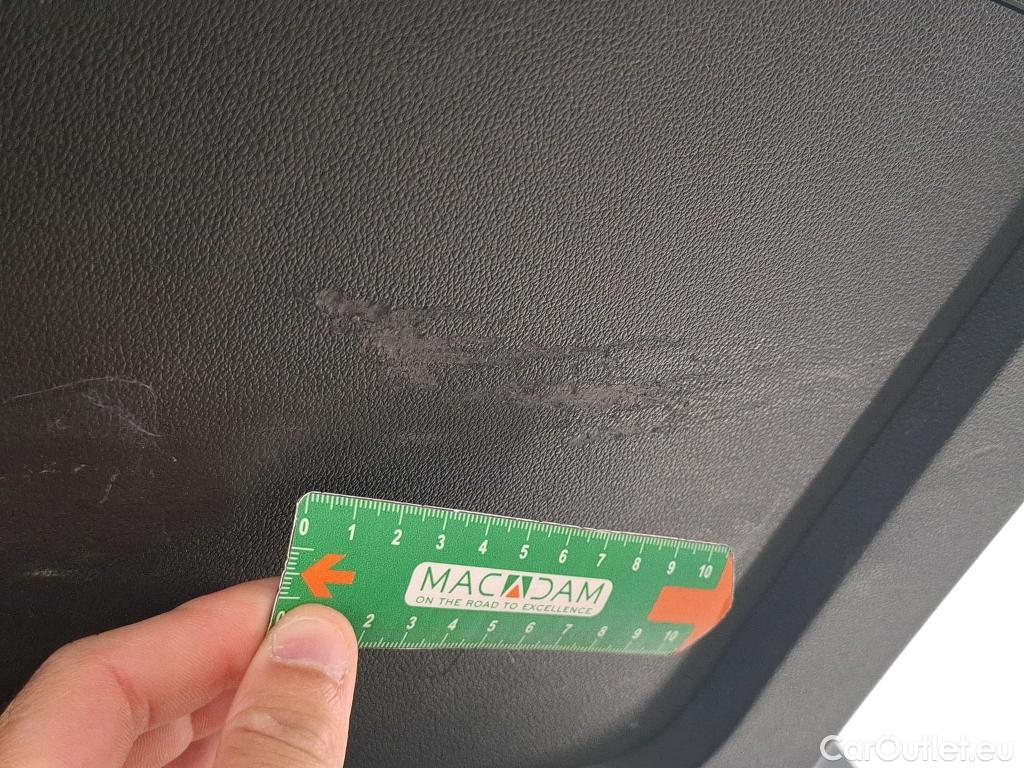 0 1 2 3 4 5 6 7 8 9 10
MACADAM
ON THE ROAD TO EXCELLENCE
2 3 4 5 6 7 8 9 10
CarOutlet.eu